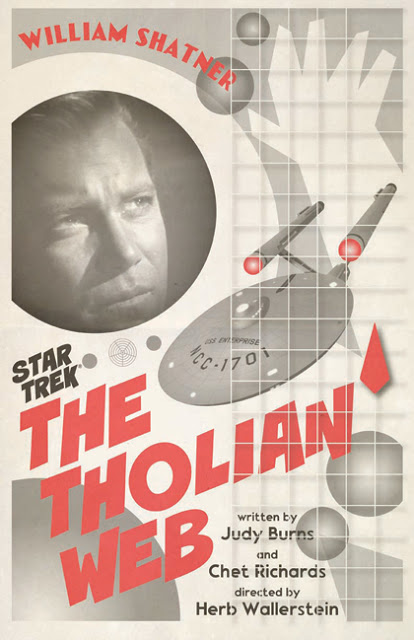 WILLIAM SHATNER
USS ENTERPRISE
NCC-1701
STAR
TREK
THE
THOLIAN
WEB
written by
Judy Burns
and
Chet Richards
directed by
Herb Wallerstein